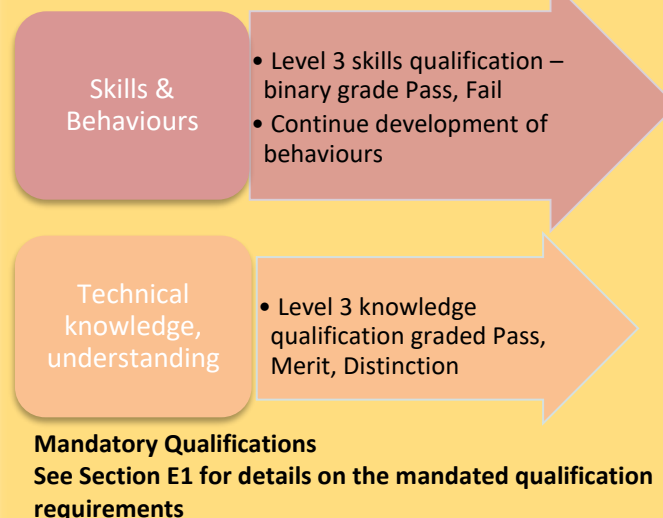 Skills &
Behaviours
• Level 3 skills qualification –
binary grade Pass, Fail
• Continue development of
behaviours
Technical
knowledge,
understanding
• Level 3 knowledge
qualification graded Pass,
Merit, Distinction
Mandatory Qualifications
See Section E1 for details on the mandated qualification
requirements